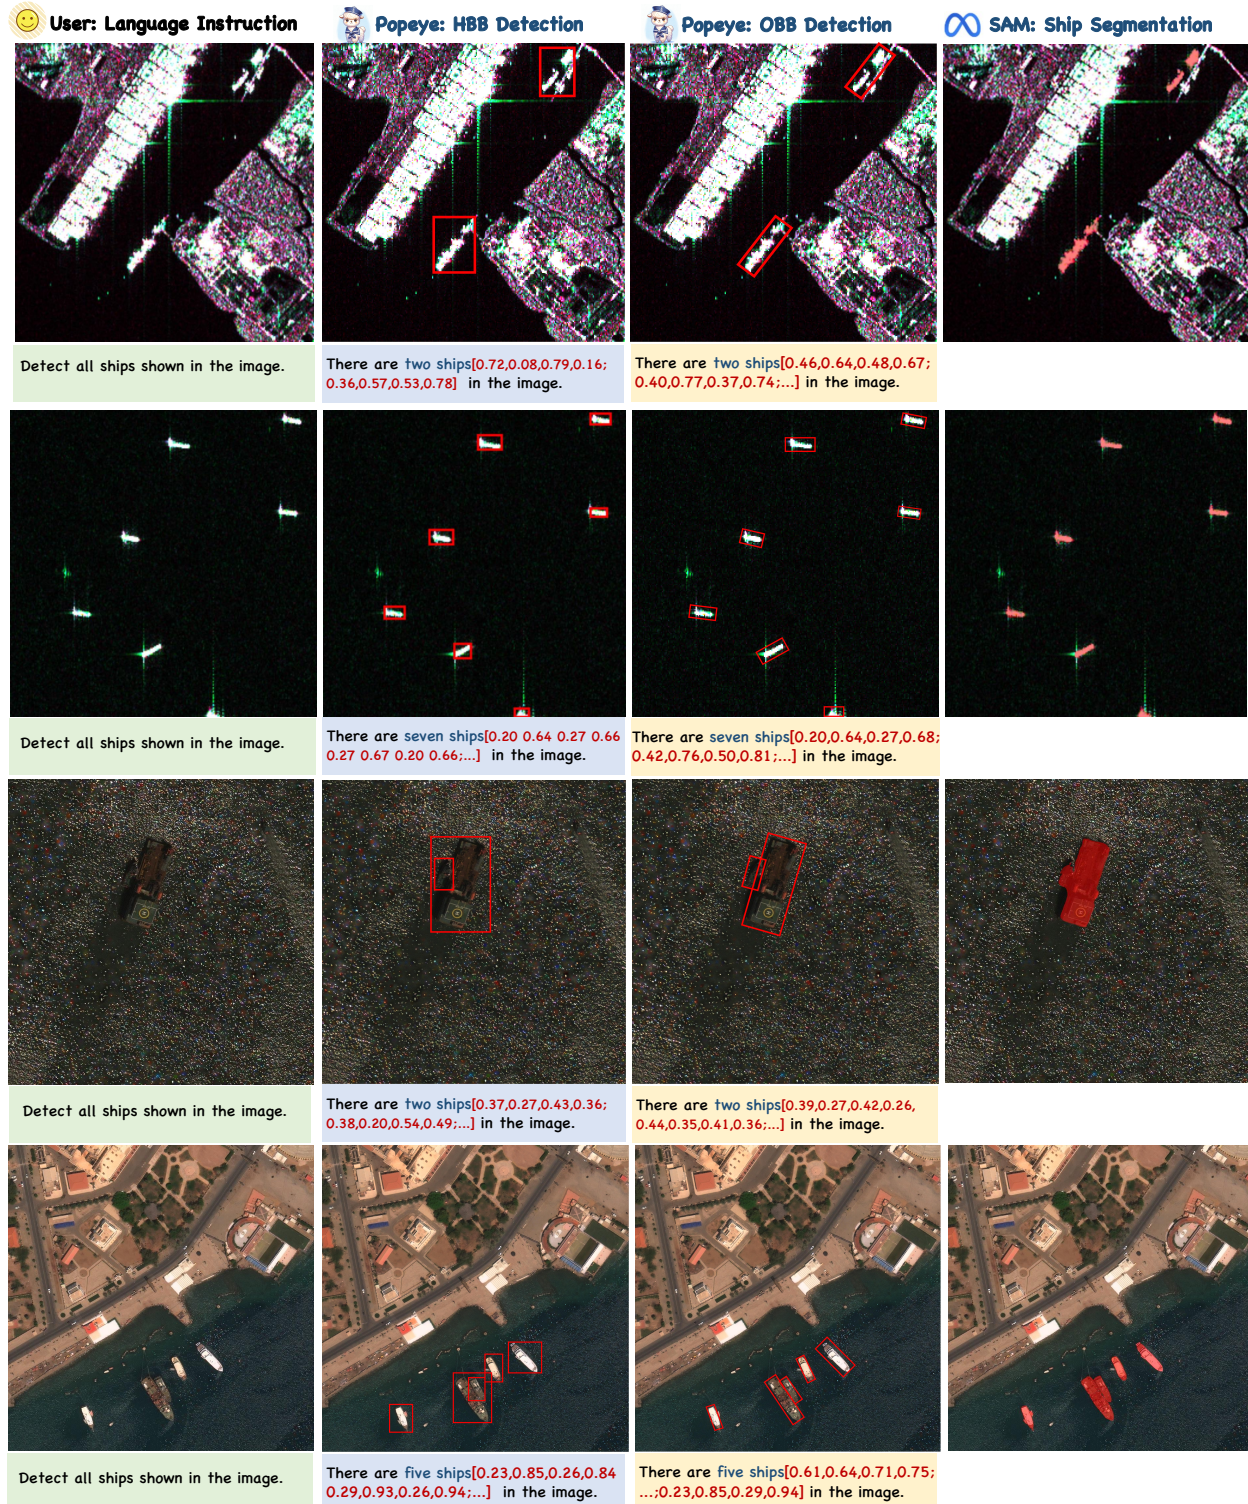 User: Language Instruction
Popeye: HBB Detection
Popeye: OBB Detection
SAM: Ship Segmentation
Detect all ships shown in the image.
There are two ships[0.72,0.08,0.79,0.16;
0.36,0.57,0.53,0.78] in the image.
There are two ships[0.46,0.64,0.48,0.67;
0.40,0.77,0.37,0.74;...] in the image.
Detect all ships shown in the image.
There are seven ships[0.20 0.64 0.27 0.66
0.27 0.67 0.20 0.66;...] in the image.
There are seven ships[0.20,0.64,0.27,0.68;
0.42,0.76,0.50,0.81;...] in the image.
Detect all ships shown in the image.
There are two ships[0.37,0.27,0.43,0.36;
0.38,0.20,0.54,0.49;...] in the image.
There are two ships[0.39,0.27,0.42,0.26,
0.44,0.35,0.41,0.36;...] in the image.
Detect all ships shown in the image.
There are five ships[0.23,0.85,0.26,0.84
0.29,0.93,0.26,0.94;...] in the image.
There are five ships[0.61,0.64,0.71,0.75;
...;0.23,0.85,0.29,0.94] in the image.